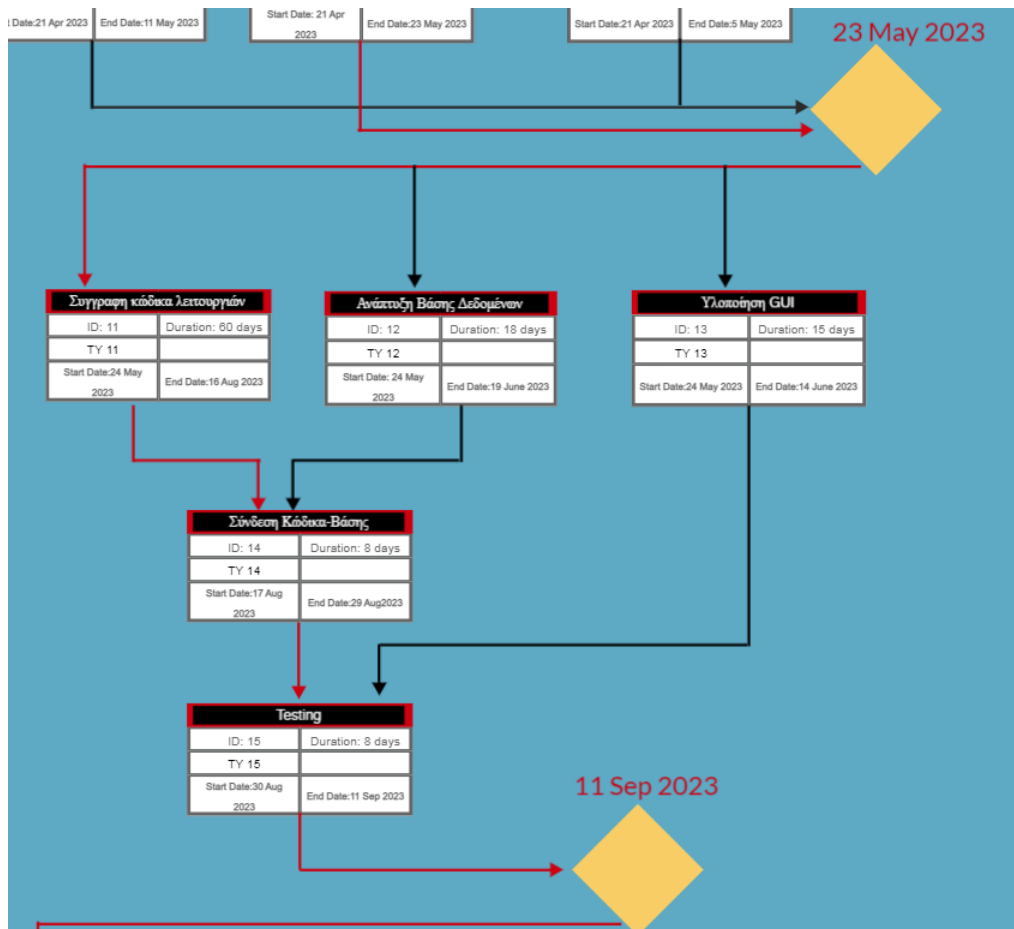 Date:21 Apr 2023 End Date:11 May 2023
Start Date: 21 Apr
2023
End Date:23 May 2023
Start Date:21 Apr 2023 End Date:5 May 2023
23 May 2023
Συγγραφη κώδικα λειτουργιών
ID: 11 Duration: 60 days
TY 11
Start Date:24 May
2023
End Date:16 Aug 2023
Ανάπτυξη Βάσης Δεδομένων
ID: 12 Duration: 18 days
TY 12
Start Date: 24 May
2023
End Date:19 June 2023
Υλοποίηση GUI
ID: 13 Duration: 15 days
TY 13
Start Date:24 May 2023 End Date:14 June 2023
Σύνδεση Κώδικα-Βάσης
ID: 14 Duration: 8 days
TY 14
Start Date:17 Aug
2023
End Date:29 Aug2023
Testing
ID: 15 Duration: 8 days
TY 15
Start Date:30 Aug
2023
End Date:11 Sep 2023
11 Sep 2023